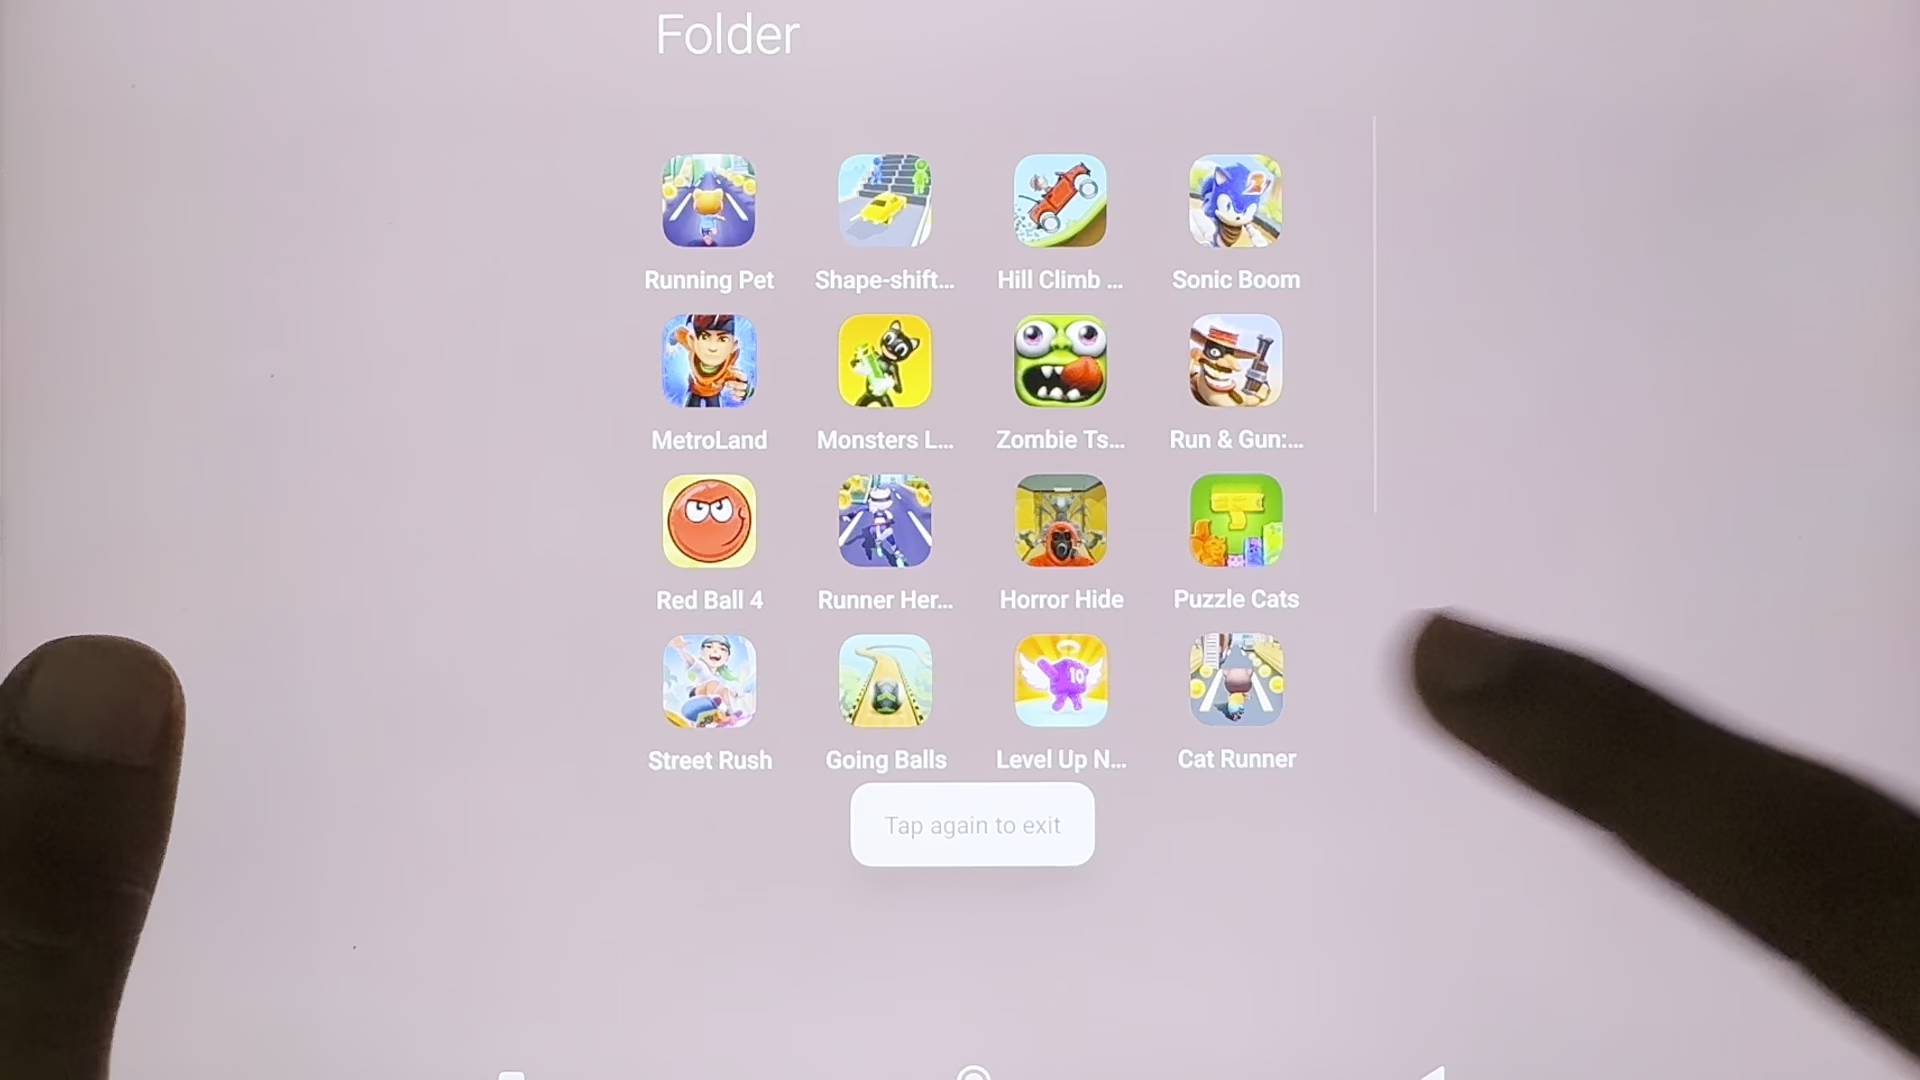 Folder
Running Pet
Shape-shift...
Hill Climb ...
Sonic Boom
MetroLand
Monsters L...
Zombie Ts...
Run & Gun:...
Red Ball 4
Runner Her...
Horror Hide
Puzzle Cats
Street Rush
Going Balls
Level Up N...
Cat Runner
Tap again to exit